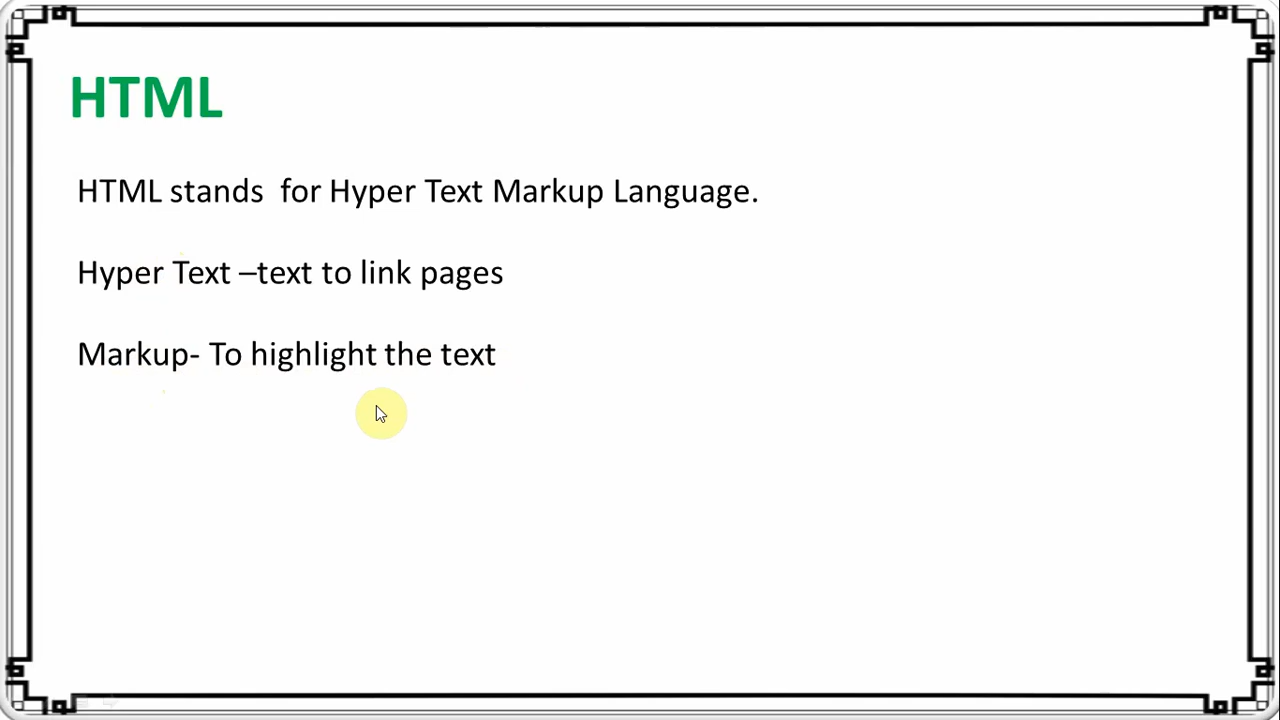 HTML
HTML stands  for Hyper Text Markup Language.
Hyper Text –text to link pages
Markup- To highlight the text